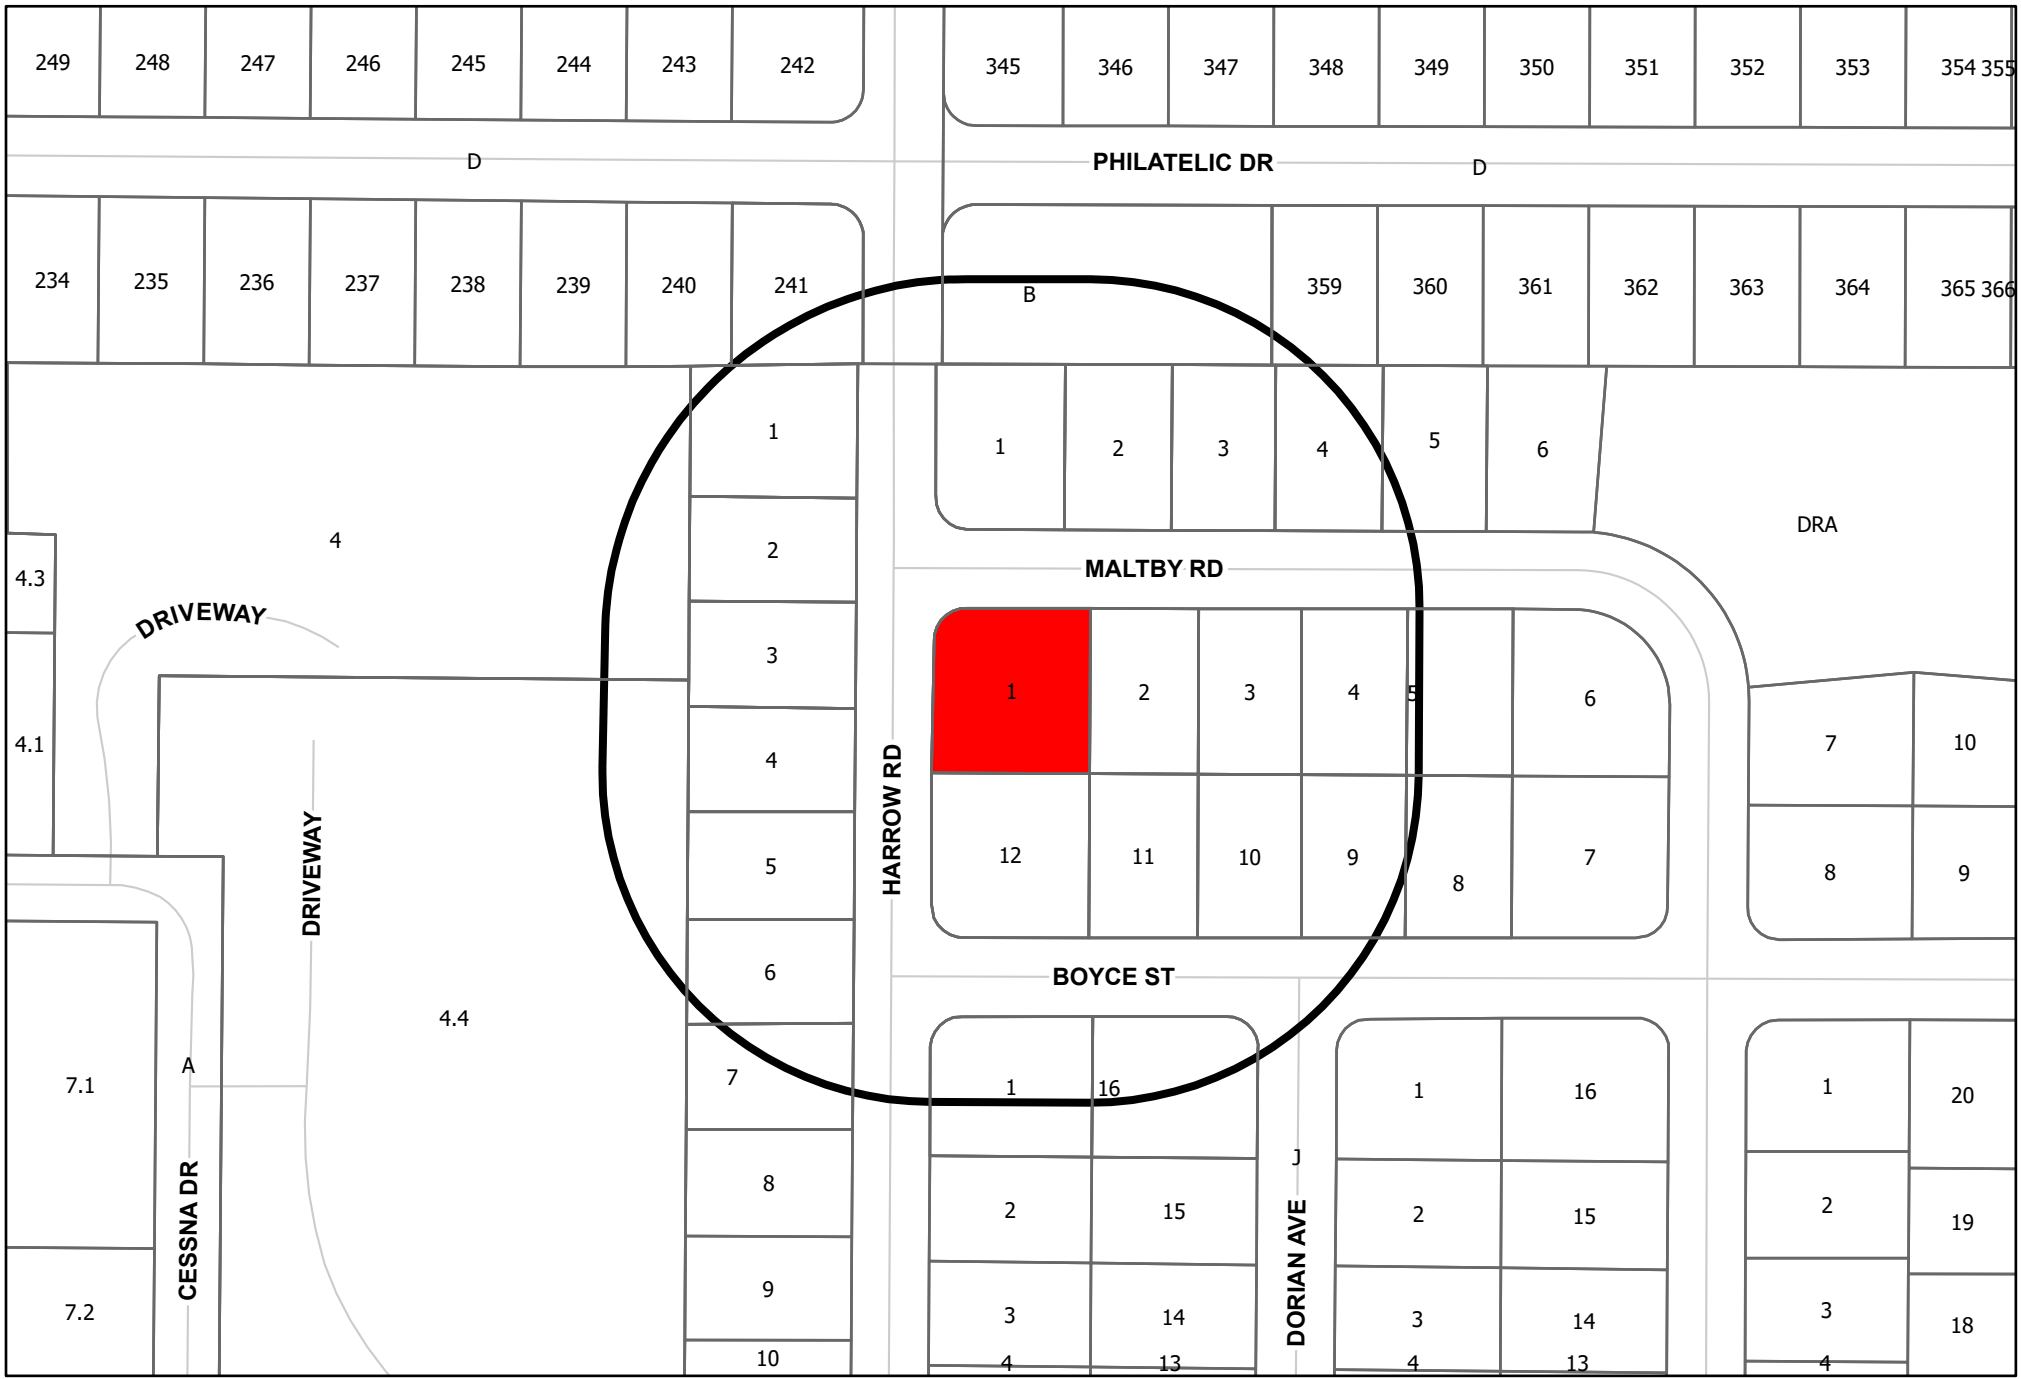 249 248 247 246 245 244 243 242 345 346 347 348 349 350 351 352 353 354 355
D PHILATELIC DR D
234 235 236 237 238 239 240 241 B 359 360 361 362 363 364 365 366
1 1 2 3 4 5 6
4 2 DRA
4.3 MALTBY RD
DRIVEWAY
3 1 2 3 4 5 6
4.1 4 7 10
HARROW RD
DRIVEWAY
5 12 11 10 9 8 7 8 9
6 BOYCE ST
4.4
A
7.1 7 1 16 1 16 1 20
J
CESSNA DR
8 2 15 2 15 2 19
DORIAN AVE
9 3 14 3 14 3 18
7.2
10 4 13 4 13 4